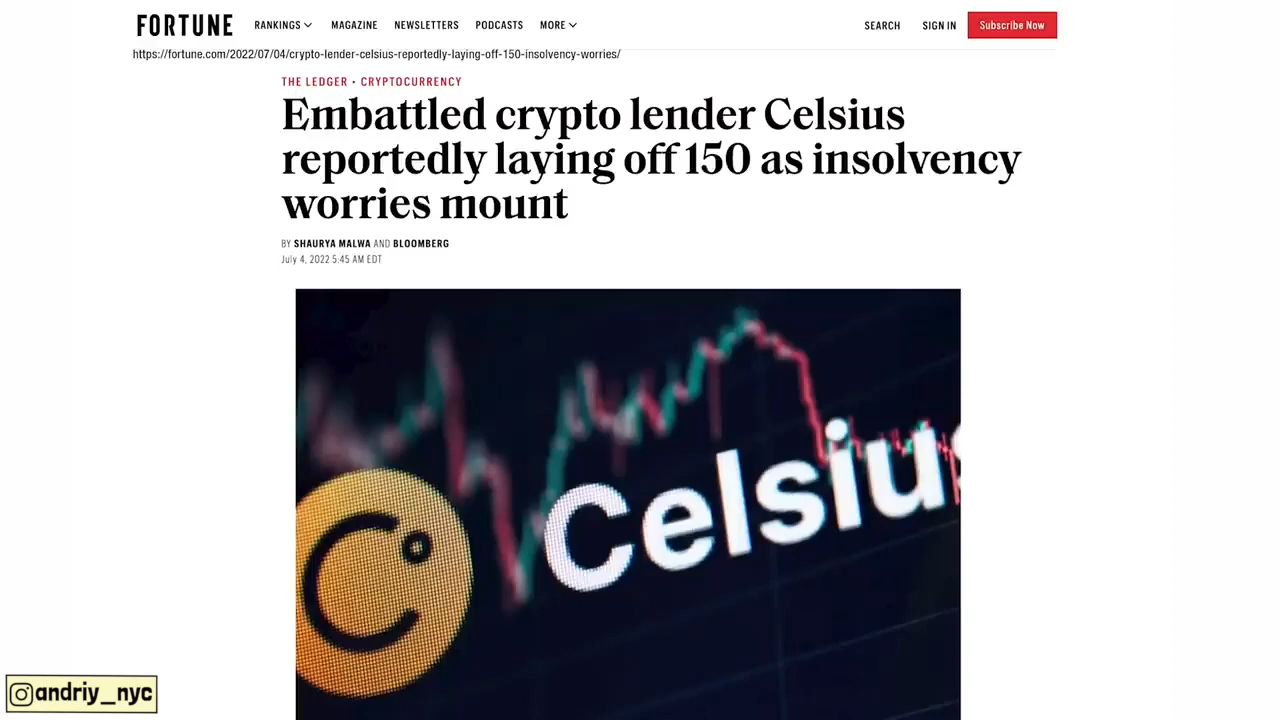 FORTUNE RANKINGS MAGAZINE NEWSLETTERS PODCASTS MORE SEARCH SIGN IN Subscribe Now
https://fortune.com/2022/07/04/crypto-lender-celsius-reportedly-laying-off-150-insolvency-worries/
THE LEDGER • CRYPTOCURRENCY
Embattled crypto lender Celsius
reportedly laying off 150 as insolvency
worries mount
BY SHAURYA MALWA AND BLOOMBERG
July 4, 2022 5:45 AM EDT
Celsius
andriy_nyc